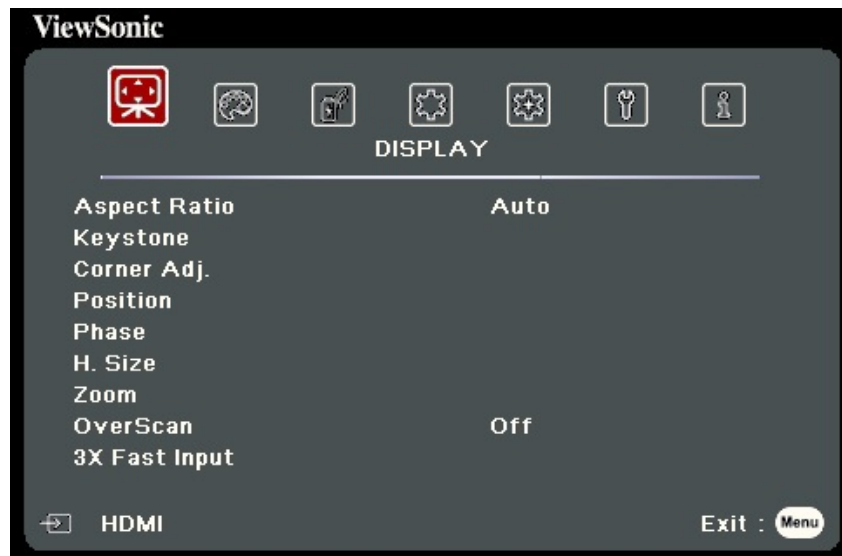 ViewSonic
DISPLAY
Aspect Ratio Auto
Keystone
Corner Adj.
Position
Phase
H. Size
Zoom
OverScan Off
3X Fast Input
HDMI Exit : Menu